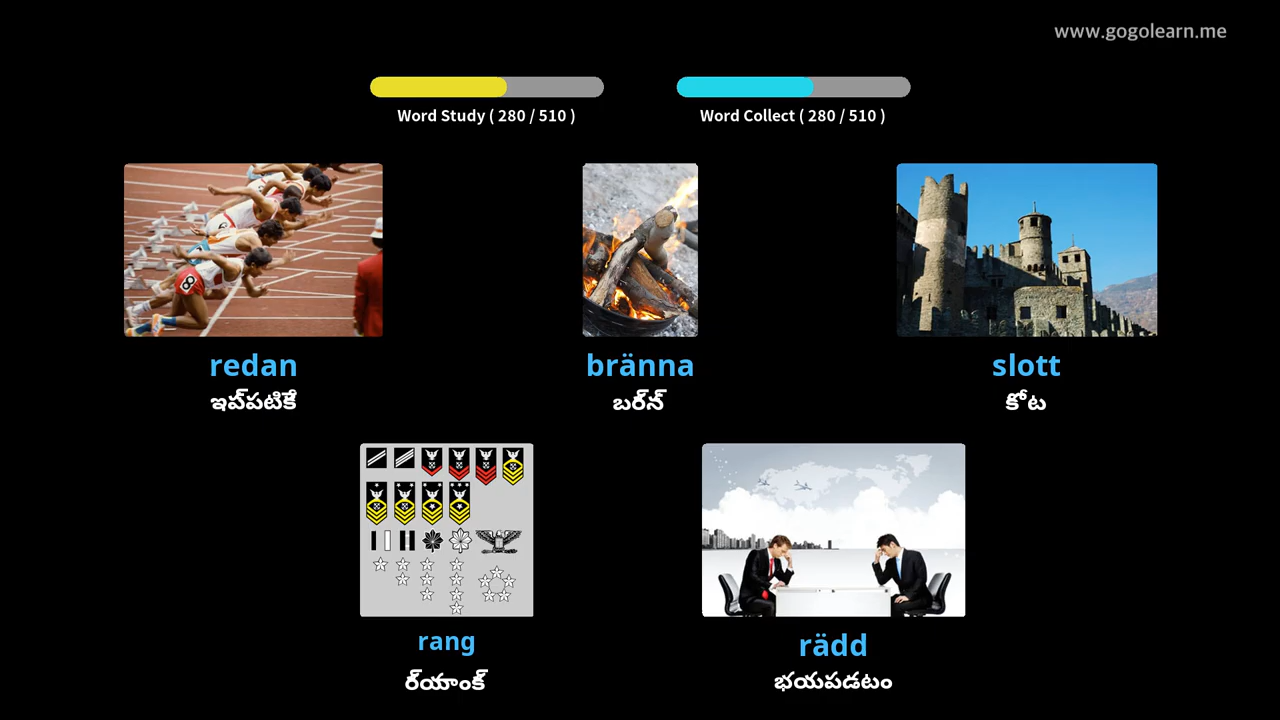 www.gogolearn.me
Word Study ( 280 / 510 )
Word Collect ( 280 / 510 )
redan
ఇప్పటికే
bränna
బర్న్
slott
కోట
rang
ర్యాంక్
rädd
భయపడటం